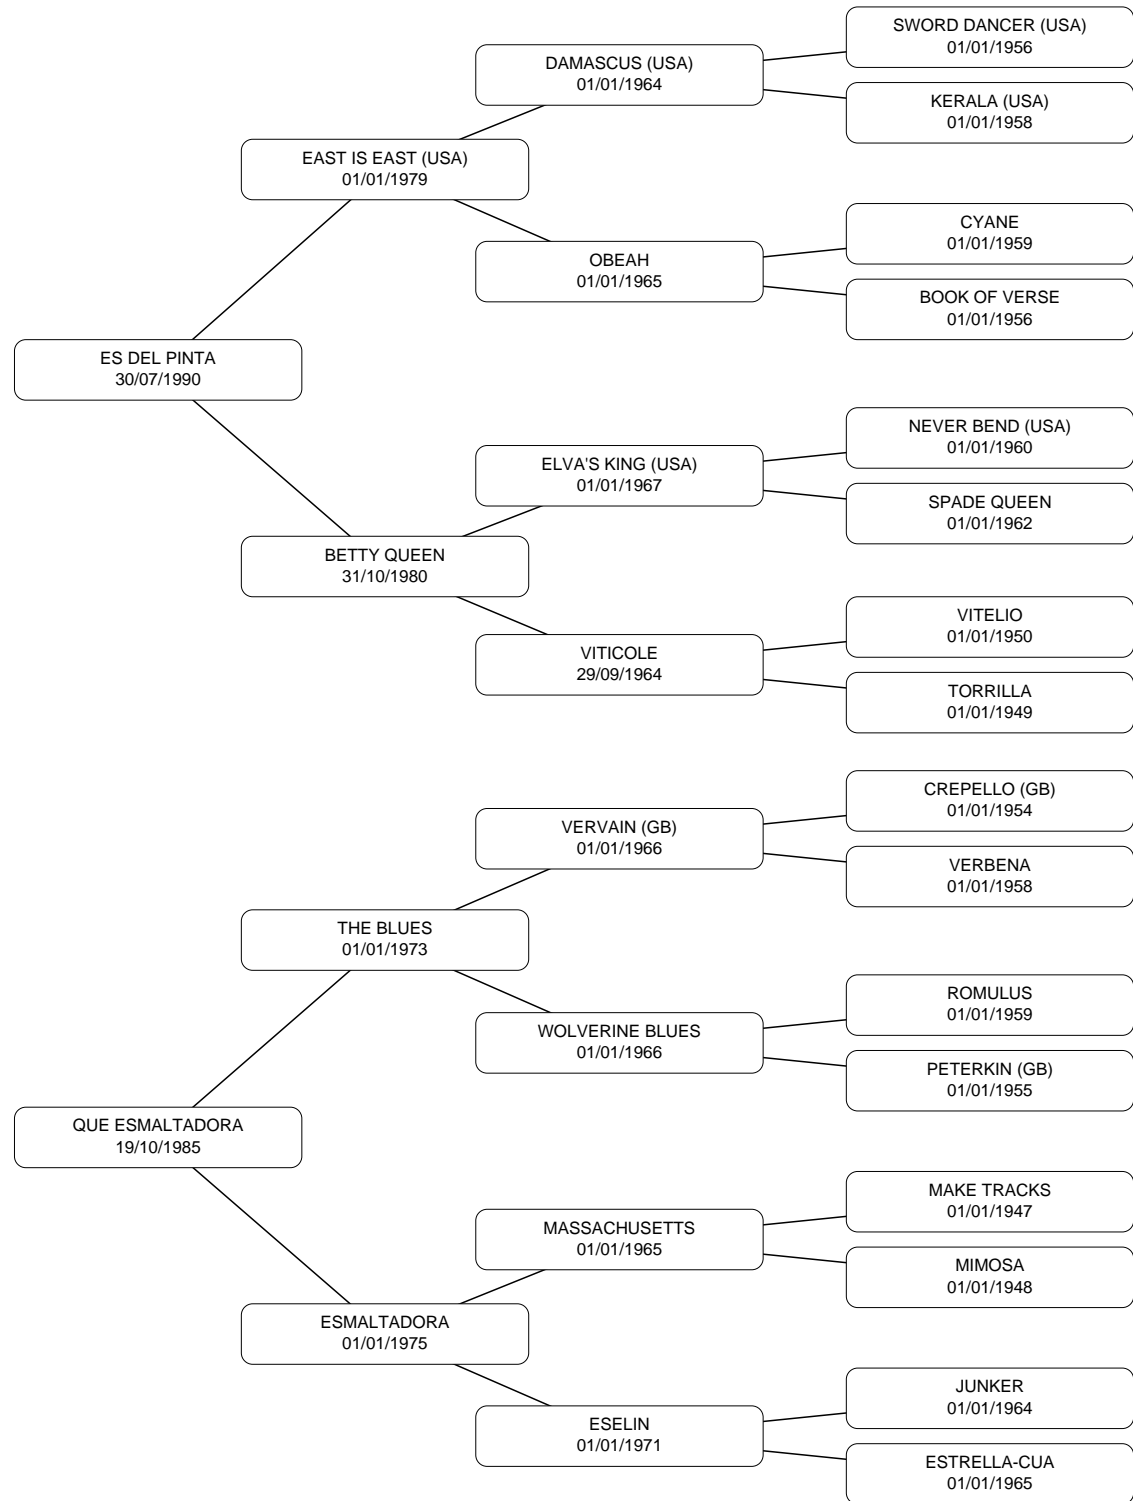 SWORD DANCER (USA)
01/01/1956
DAMASCUS (USA)
01/01/1964
KERALA (USA)
01/01/1958
EAST IS EAST (USA)
01/01/1979
CYANE
01/01/1959
OBEAH
01/01/1965
BOOK OF VERSE
01/01/1956
ES DEL PINTA
30/07/1990
NEVER BEND (USA)
01/01/1960
ELVA'S KING (USA)
01/01/1967
SPADE QUEEN
01/01/1962
BETTY QUEEN
31/10/1980
VITELIO
01/01/1950
VITICOLE
29/09/1964
TORRILLA
01/01/1949
CREPELLO (GB)
01/01/1954
VERVAIN (GB)
01/01/1966
VERBENA
01/01/1958
THE BLUES
01/01/1973
ROMULUS
01/01/1959
WOLVERINE BLUES
01/01/1966
PETERKIN (GB)
01/01/1955
QUE ESMALTADORA
19/10/1985
MAKE TRACKS
01/01/1947
MASSACHUSETTS
01/01/1965
MIMOSA
01/01/1948
ESMALTADORA
01/01/1975
JUNKER
01/01/1964
ESELIN
01/01/1971
ESTRELLA-CUA
01/01/1965